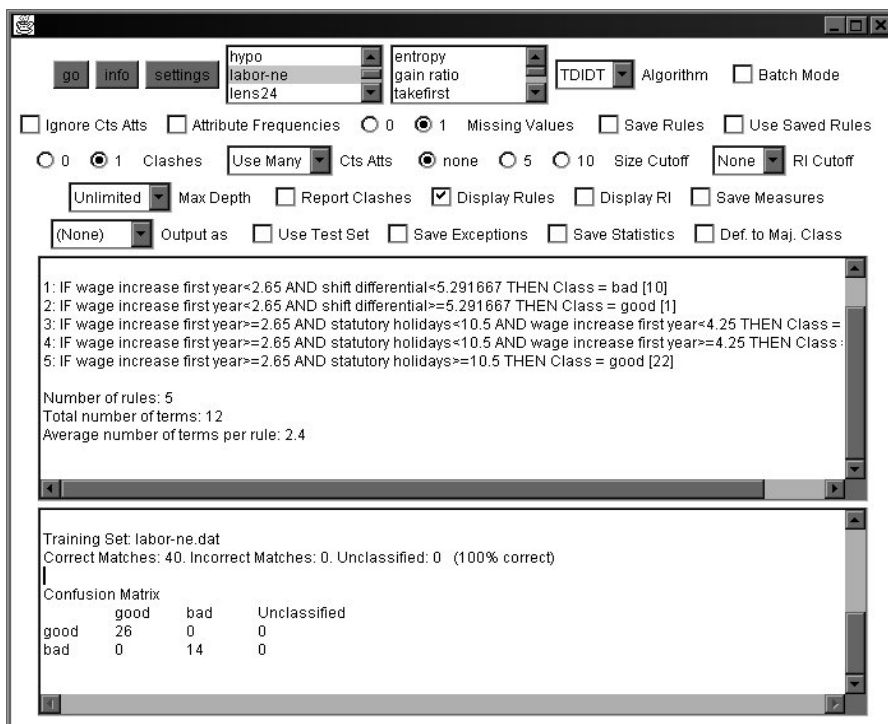 hypo
entropy
go info settings labor-ne gain ratio TDIDT Algorithm Batch Mode
lens24 takefirst
Ignore Cts Atts Attribute Frequencies 0 1 Missing Values Save Rules Use Saved Rules
0 1 Clashes Use Many Cts Atts none 5 10 Size Cutoff None RI Cutoff
Unlimited Max Depth Report Clashes Display Rules Display RI Save Measures
(None) Output as Use Test Set Save Exceptions Save Statistics Def. to Maj. Class
1: IF wage increase first year<2.65 AND shift differential<5.291667 THEN Class = bad [10]
2: IF wage increase first year<2.65 AND shift differential>=5.291667 THEN Class = good [1]
3: IF wage increase first year>=2.65 AND statutory holidays<10.5 AND wage increase first year<4.25 THEN Class =
4: IF wage increase first year>=2.65 AND statutory holidays<10.5 AND wage increase first year>=4.25 THEN Class
5: IF wage increase first year>=2.65 AND statutory holidays>=10.5 THEN Class = good [22]
Number of rules: 5
Total number of terms: 12
Average number of terms per rule: 2.4
Training Set: labor-ne.dat
Correct Matches: 40. Incorrect Matches: 0. Unclassified: 0 (100% correct)
Confusion Matrix
good bad Unclassified
good 26 0 0
bad 0 14 0